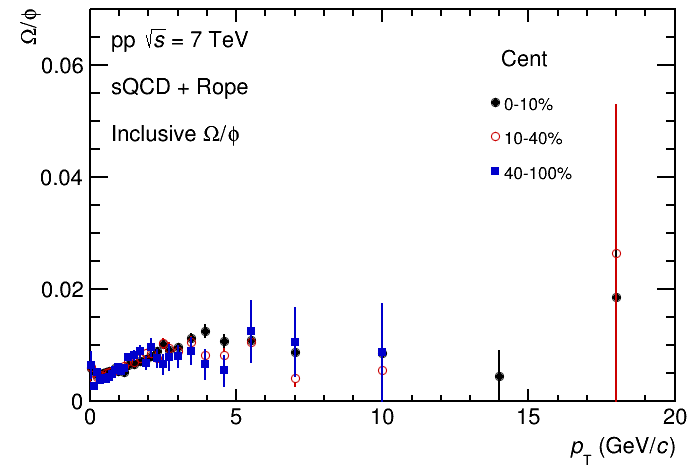 Ω/ϕ
pp √s = 7 TeV
sQCD + Rope
Inclusive Ω/ϕ
Cent
0-10%
10-40%
40-100%
0.06
0.04
0.02
0
0 5 10 15 20
p_T (GeV/c)